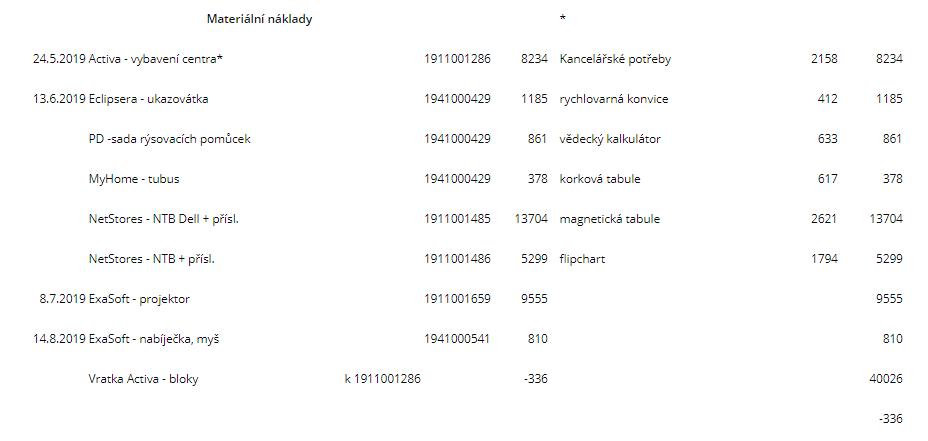 Materiální náklady *
24.5.2019 Activa - vybavení centra* 1911001286 8234 Kancelářské potřeby 2158 8234
13.6.2019 Eclipsera - ukazovátka 1941000429 1185 rychlovarná konvice 412 1185
PD -sada rýsovacích pomůcek 1941000429 861 vědecký kalkulátor 633 861
MyHome - tubus 1941000429 378 korková tabule 617 378
NetStores - NTB Dell + přísl. 1911001485 13704 magnetická tabule 2621 13704
NetStores - NTB + přísl. 1911001486 5299 flipchart 1794 5299
8.7.2019 ExaSoft - projektor 1911001659 9555 9555
14.8.2019 ExaSoft - nabíječka, myš 1941000541 810 810
Vratka Activa - bloky k 1911001286 -336 40026
-336